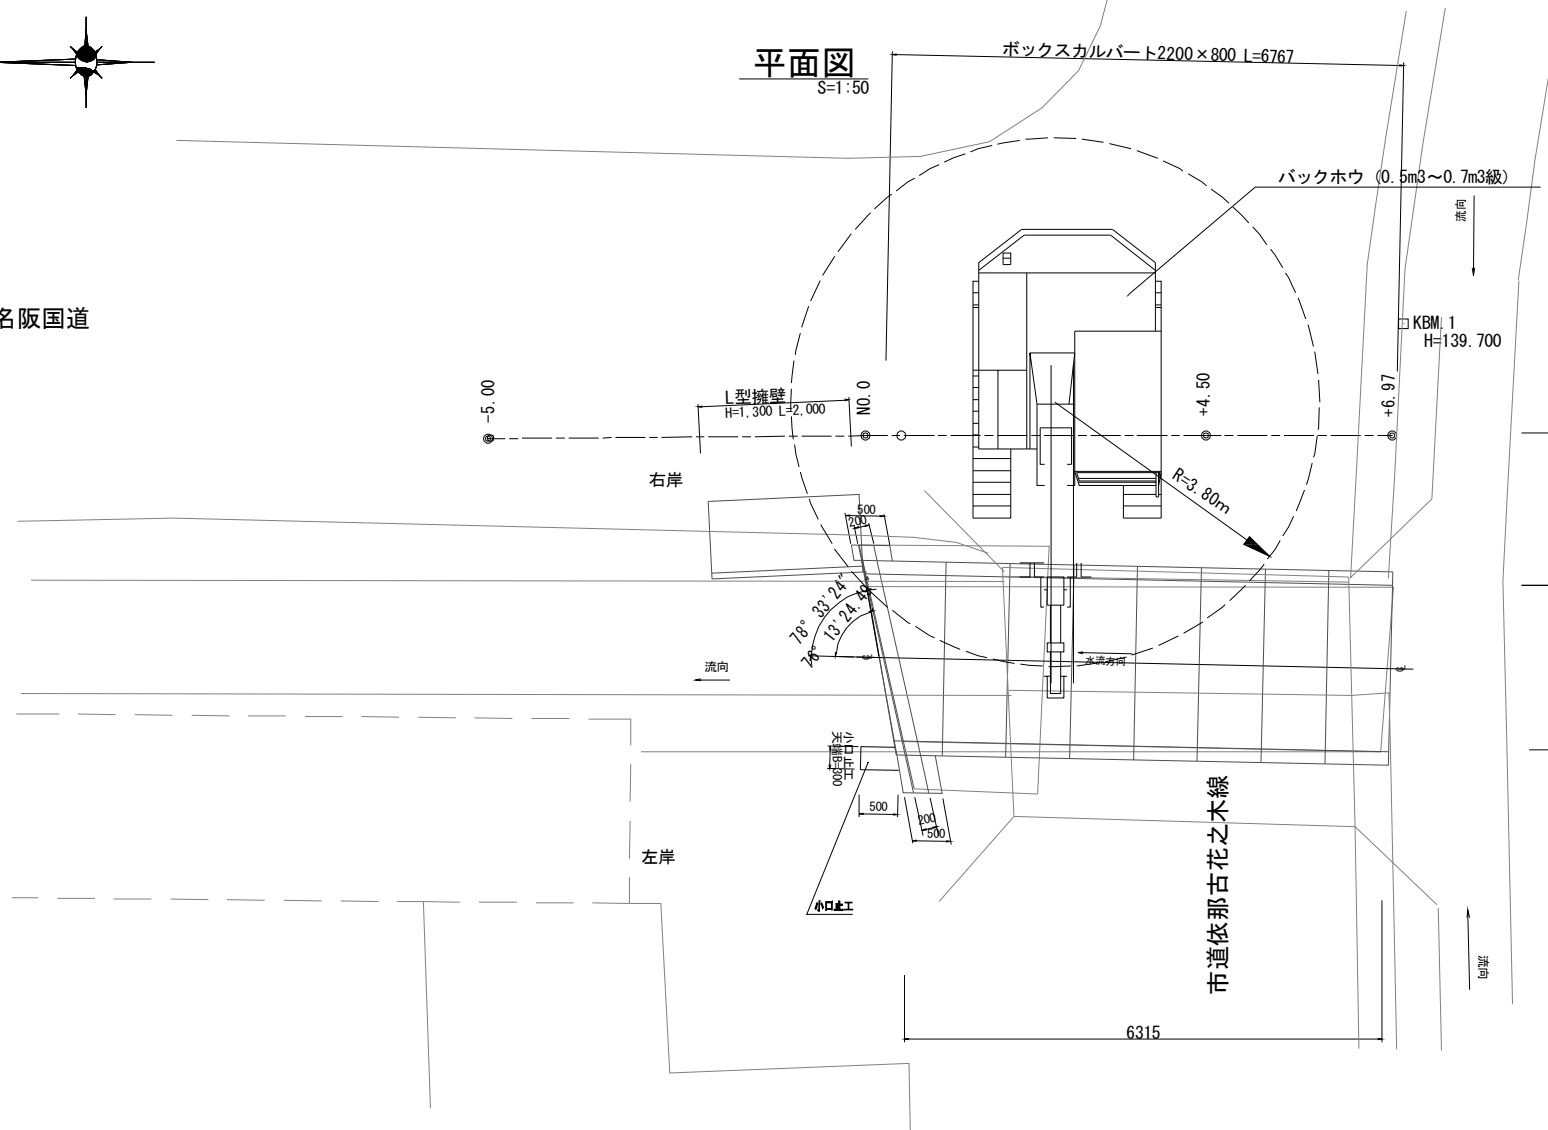 平面図
S=1:50
ボックスカルバート2200×800 L=6767
バックホウ (0.5m3～0.7m3級)
流向
名阪国道
KBM.1
H=139.700
-5.00
L型擁壁
H=1,300 L=2,000
NO.0
+4.50
+6.97
右岸
R=3.80m
500
200
78° 33'24"
76° 13'24.49"
流向
水流方向
小口止工
天端B=300
500
200
500
左岸
小口止工
市道依那古花之木線
流向
6315